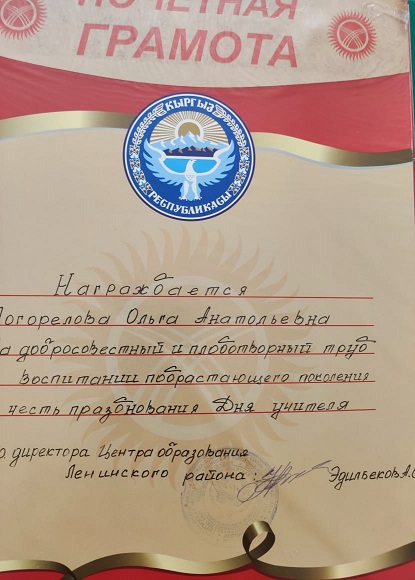 ПОЧЕТНАЯ
ГРАМОТА
КЫРГЫЗ
РЕСПУБЛИКАСЫ
Награждается
Погорелова Ольга Анатольевна
за добросовестный и плодотворный труд
воспитании подрастающего поколения
честь празднования Дня учителя
о директора Центра образования
Ленинского района: Эдильбеков А.